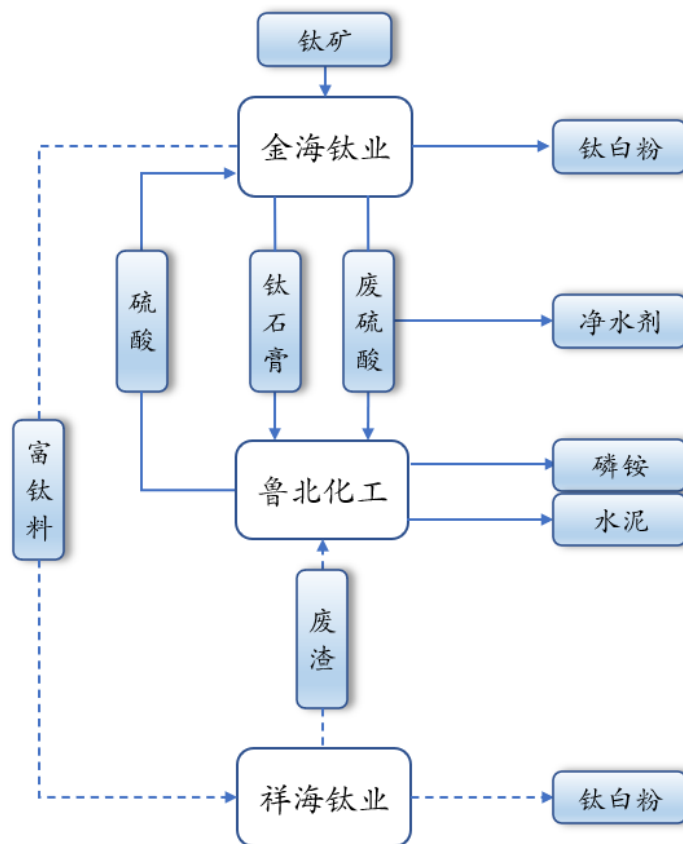 钛矿
金海钛业
钛白粉
硫酸
钛石膏
废硫酸
净水剂
富钛料
鲁北化工
磷铵
水泥
废渣
祥海钛业
钛白粉